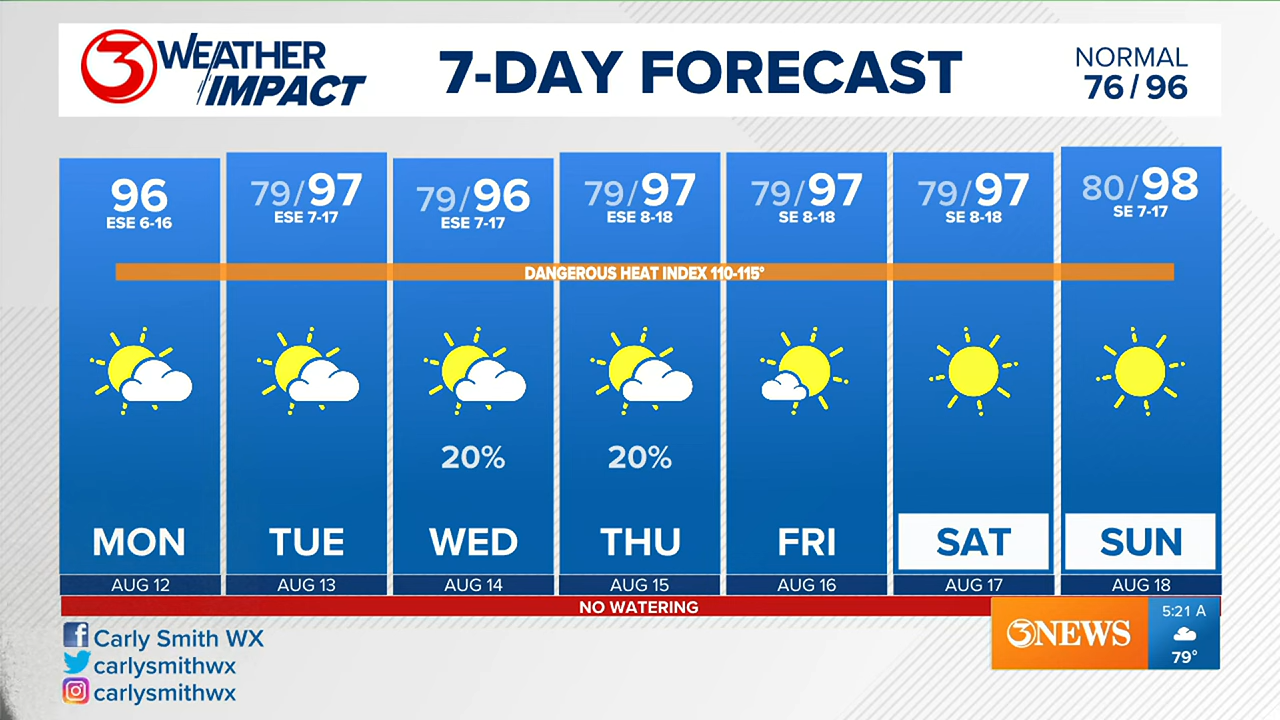 3 WEATHER IMPACT
7-DAY FORECAST
NORMAL
76/96
96
ESE 6-16
79/97
ESE 7-17
79/96
ESE 7-17
79/97
ESE 8-18
79/97
SE 8-18
79/97
SE 8-18
80/98
SE 7-17
DANGEROUS HEAT INDEX 110-115°
20%
20%
MON
TUE
WED
THU
FRI
SAT
SUN
AUG 12
AUG 13
AUG 14
AUG 15
AUG 16
AUG 17
AUG 18
NO WATERING
Carly Smith WX
carlysmithwx
carlysmithwx
3NEWS
5:21 A
79°